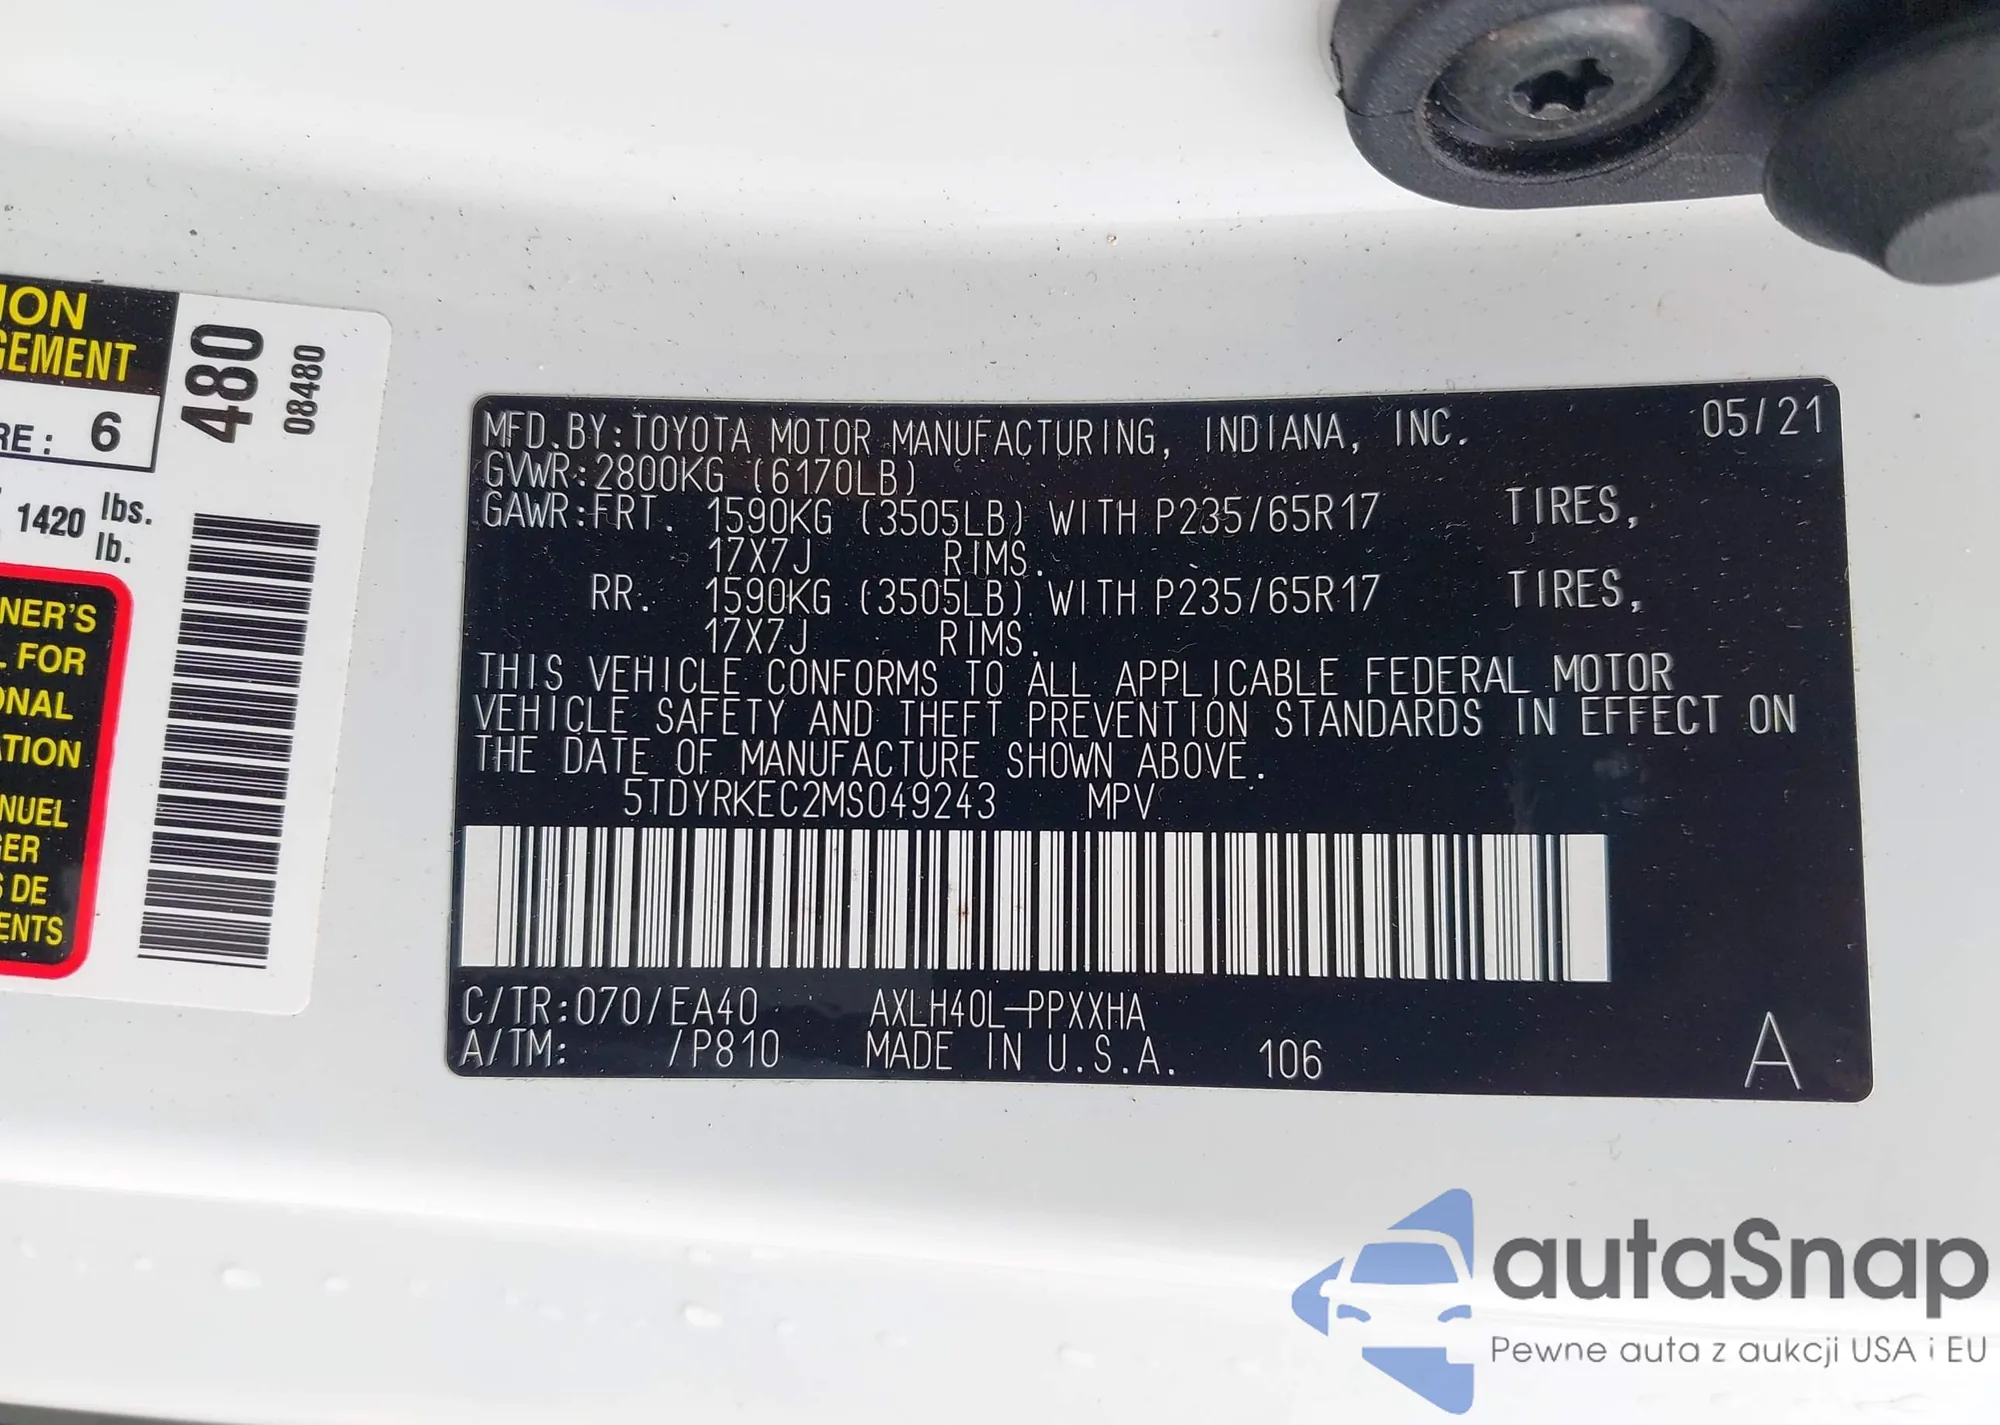 ION
GEMENT
RE: 6
1420 lbs.
lb.
480
08480
NER'S
L FOR
ONAL
ATION
NUEL
GER
S DE
ENTS
MFD.BY:TOYOTA MOTOR MANUFACTURING, INDIANA, INC. 05/21
GVWR:2800KG (6170LB)
GAWR:FRT. 1590KG (3505LB) WITH P235/65R17 TIRES,
17X7J RIMS.
RR. 1590KG (3505LB) WITH P235/65R17 TIRES,
17X7J RIMS.
THIS VEHICLE CONFORMS TO ALL APPLICABLE FEDERAL MOTOR
VEHICLE SAFETY AND THEFT PREVENTION STANDARDS IN EFFECT ON
THE DATE OF MANUFACTURE SHOWN ABOVE.
5TDYRKEC2MS049243 MPV
C/TR:070/EA40 AXLH40L-PPXXHA
A/TM: /P810 MADE IN U.S.A. 106 A
autaSnap
Pewne auta z aukcji USA i EU